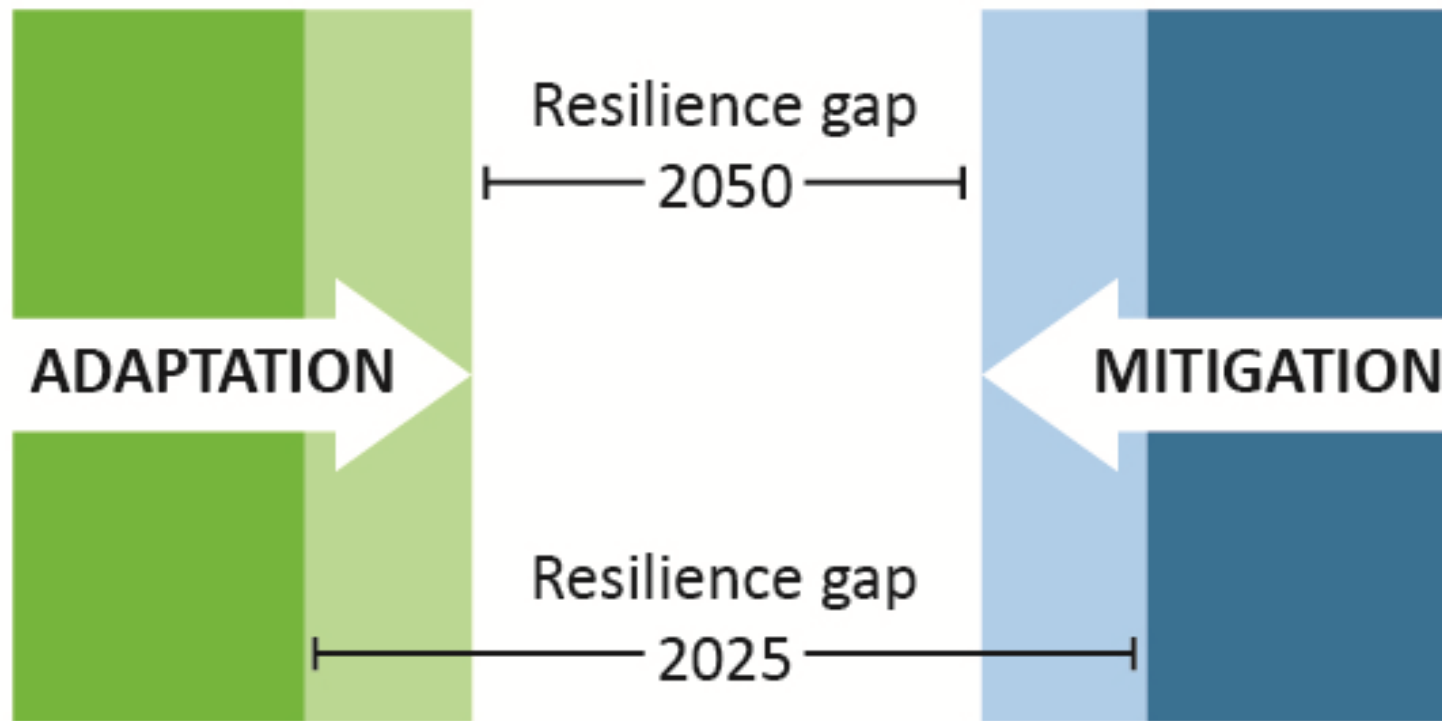 Resilience gap
2050
ADAPTATION
MITIGATION
Resilience gap
2025